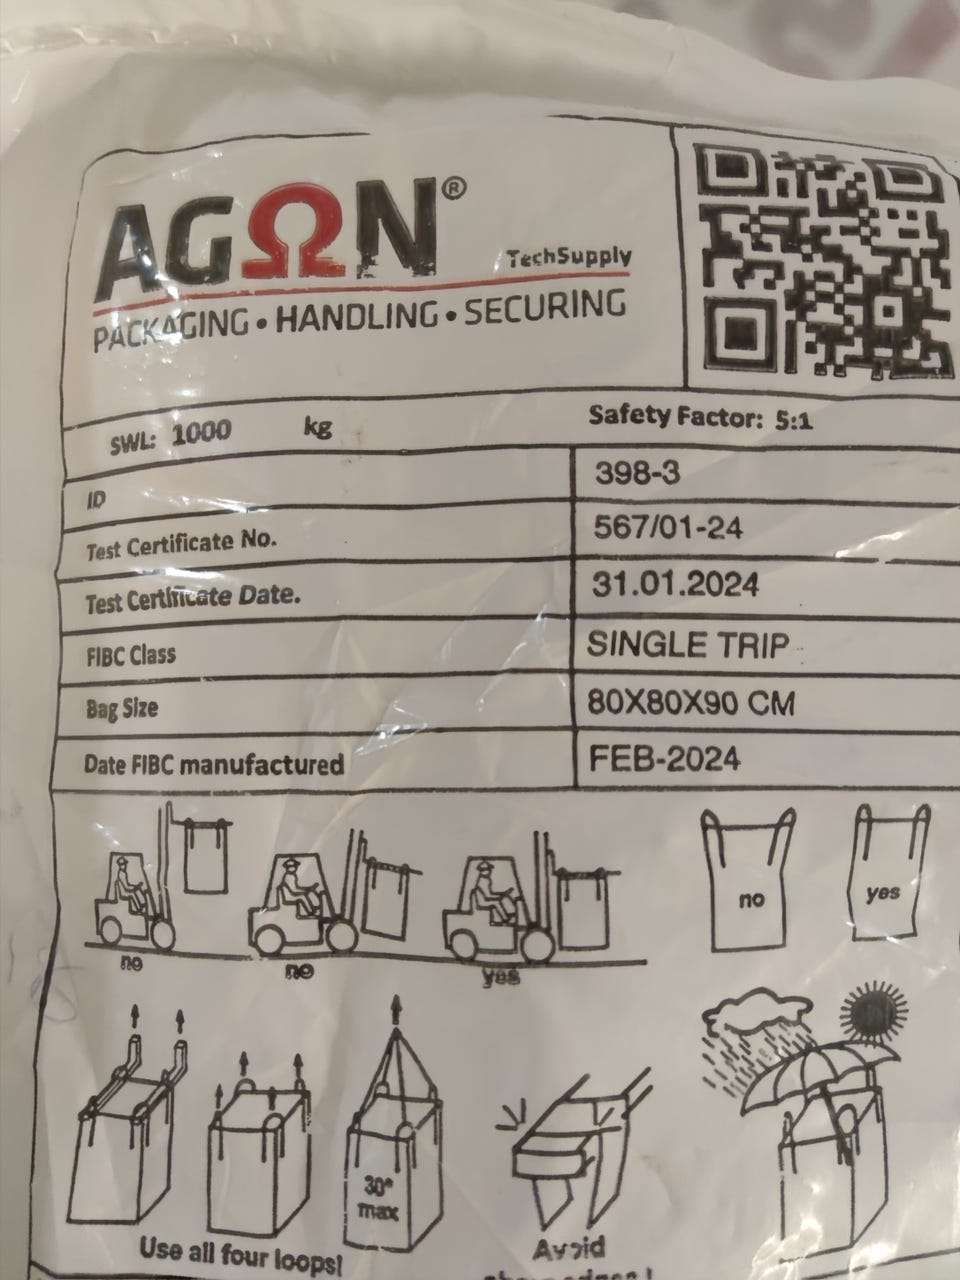 AGΩN®
TechSupply
PACKAGING • HANDLING • SECURING
SWL: 1000 kg Safety Factor: 5:1
ID 398-3
Test Certificate No. 567/01-24
Test Certificate Date. 31.01.2024
FIBC Class SINGLE TRIP
Bag Size 80X80X90 CM
Date FIBC manufactured FEB-2024
no yes
no no yes
30°
max
Use all four loops!
Avoid